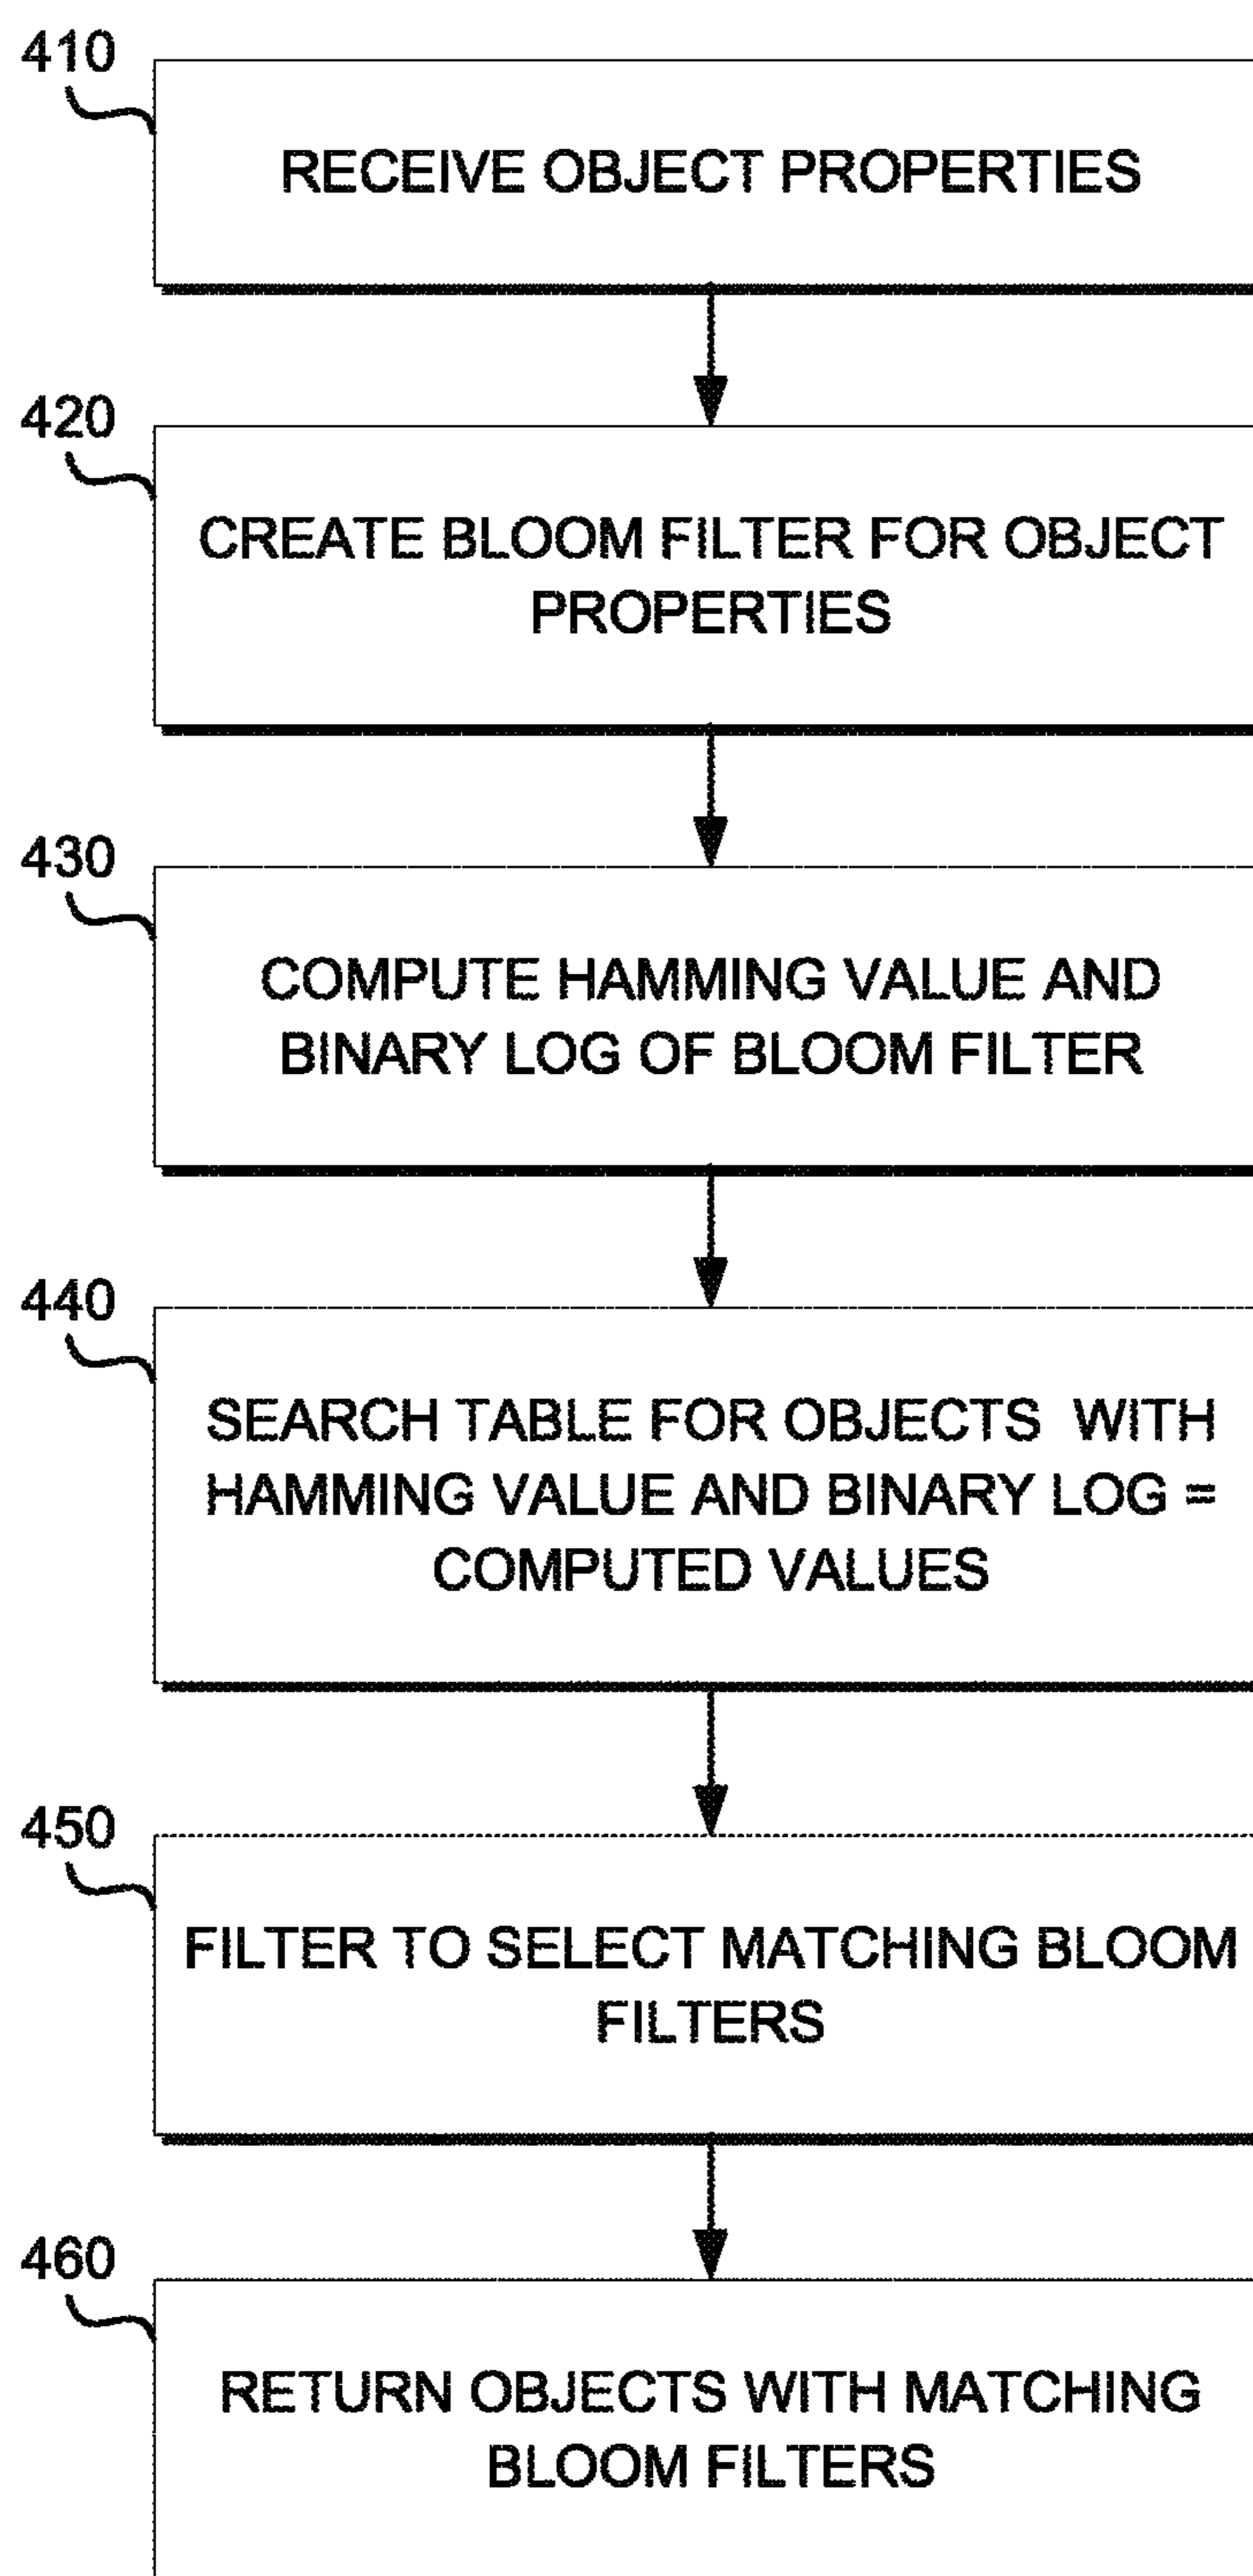 410
RECEIVE OBJECT PROPERTIES
420
CREATE BLOOM FILTER FOR OBJECT
PROPERTIES
430
COMPUTE HAMMING VALUE AND
BINARY LOG OF BLOOM FILTER
440
SEARCH TABLE FOR OBJECTS WITH
HAMMING VALUE AND BINARY LOG =
COMPUTED VALUES
450
FILTER TO SELECT MATCHING BLOOM
FILTERS
460
RETURN OBJECTS WITH MATCHING
BLOOM FILTERS